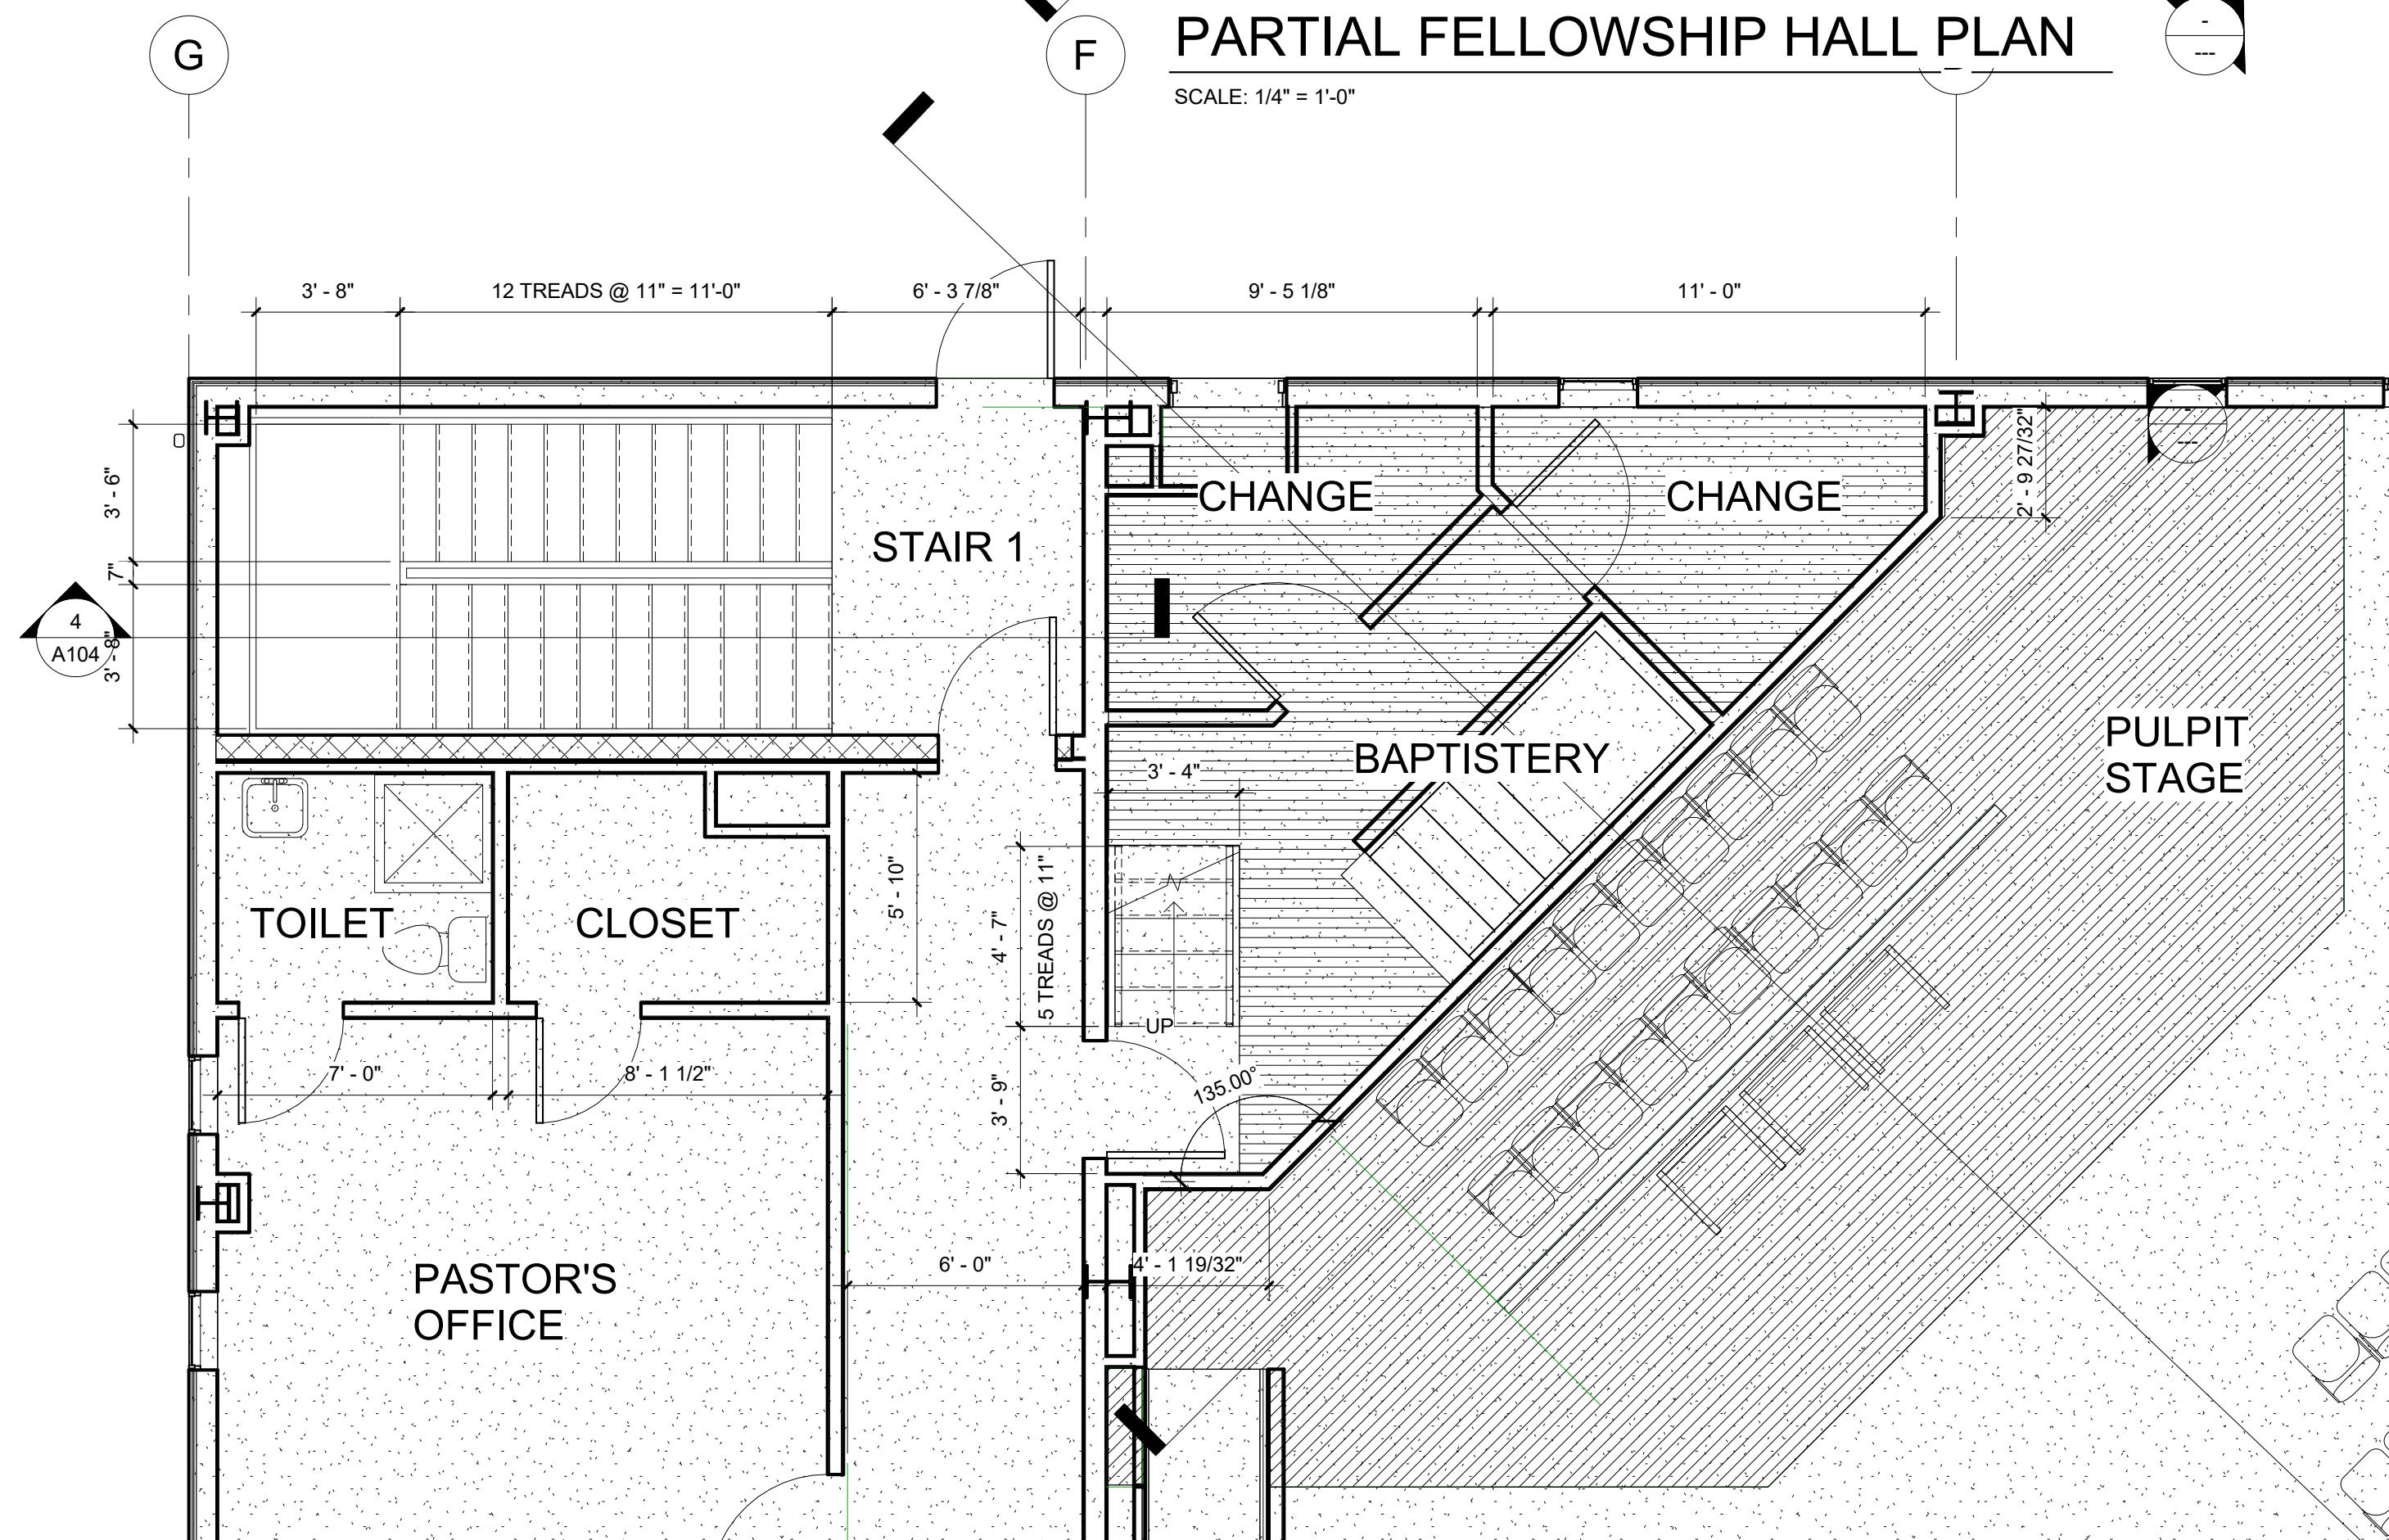 G
F
PARTIAL FELLOWSHIP HALL PLAN
SCALE: 1/4" = 1'-0"
-
---
3' - 8"
12 TREADS @ 11" = 11'-0"
6' - 3 7/8"
9' - 5 1/8"
11' - 0"
3' - 6"
7"
3' - 8"
4
A104
STAIR 1
CHANGE
CHANGE
2' - 9 27/32"
-
---
BAPTISTERY
PULPIT
STAGE
3' - 4"
TOILET
CLOSET
5' - 10"
4' - 7"
5 TREADS @ 11"
UP
7' - 0"
8' - 1 1/2"
3' - 9"
135.00°
PASTOR'S
OFFICE
6' - 0"
4' - 1 19/32"